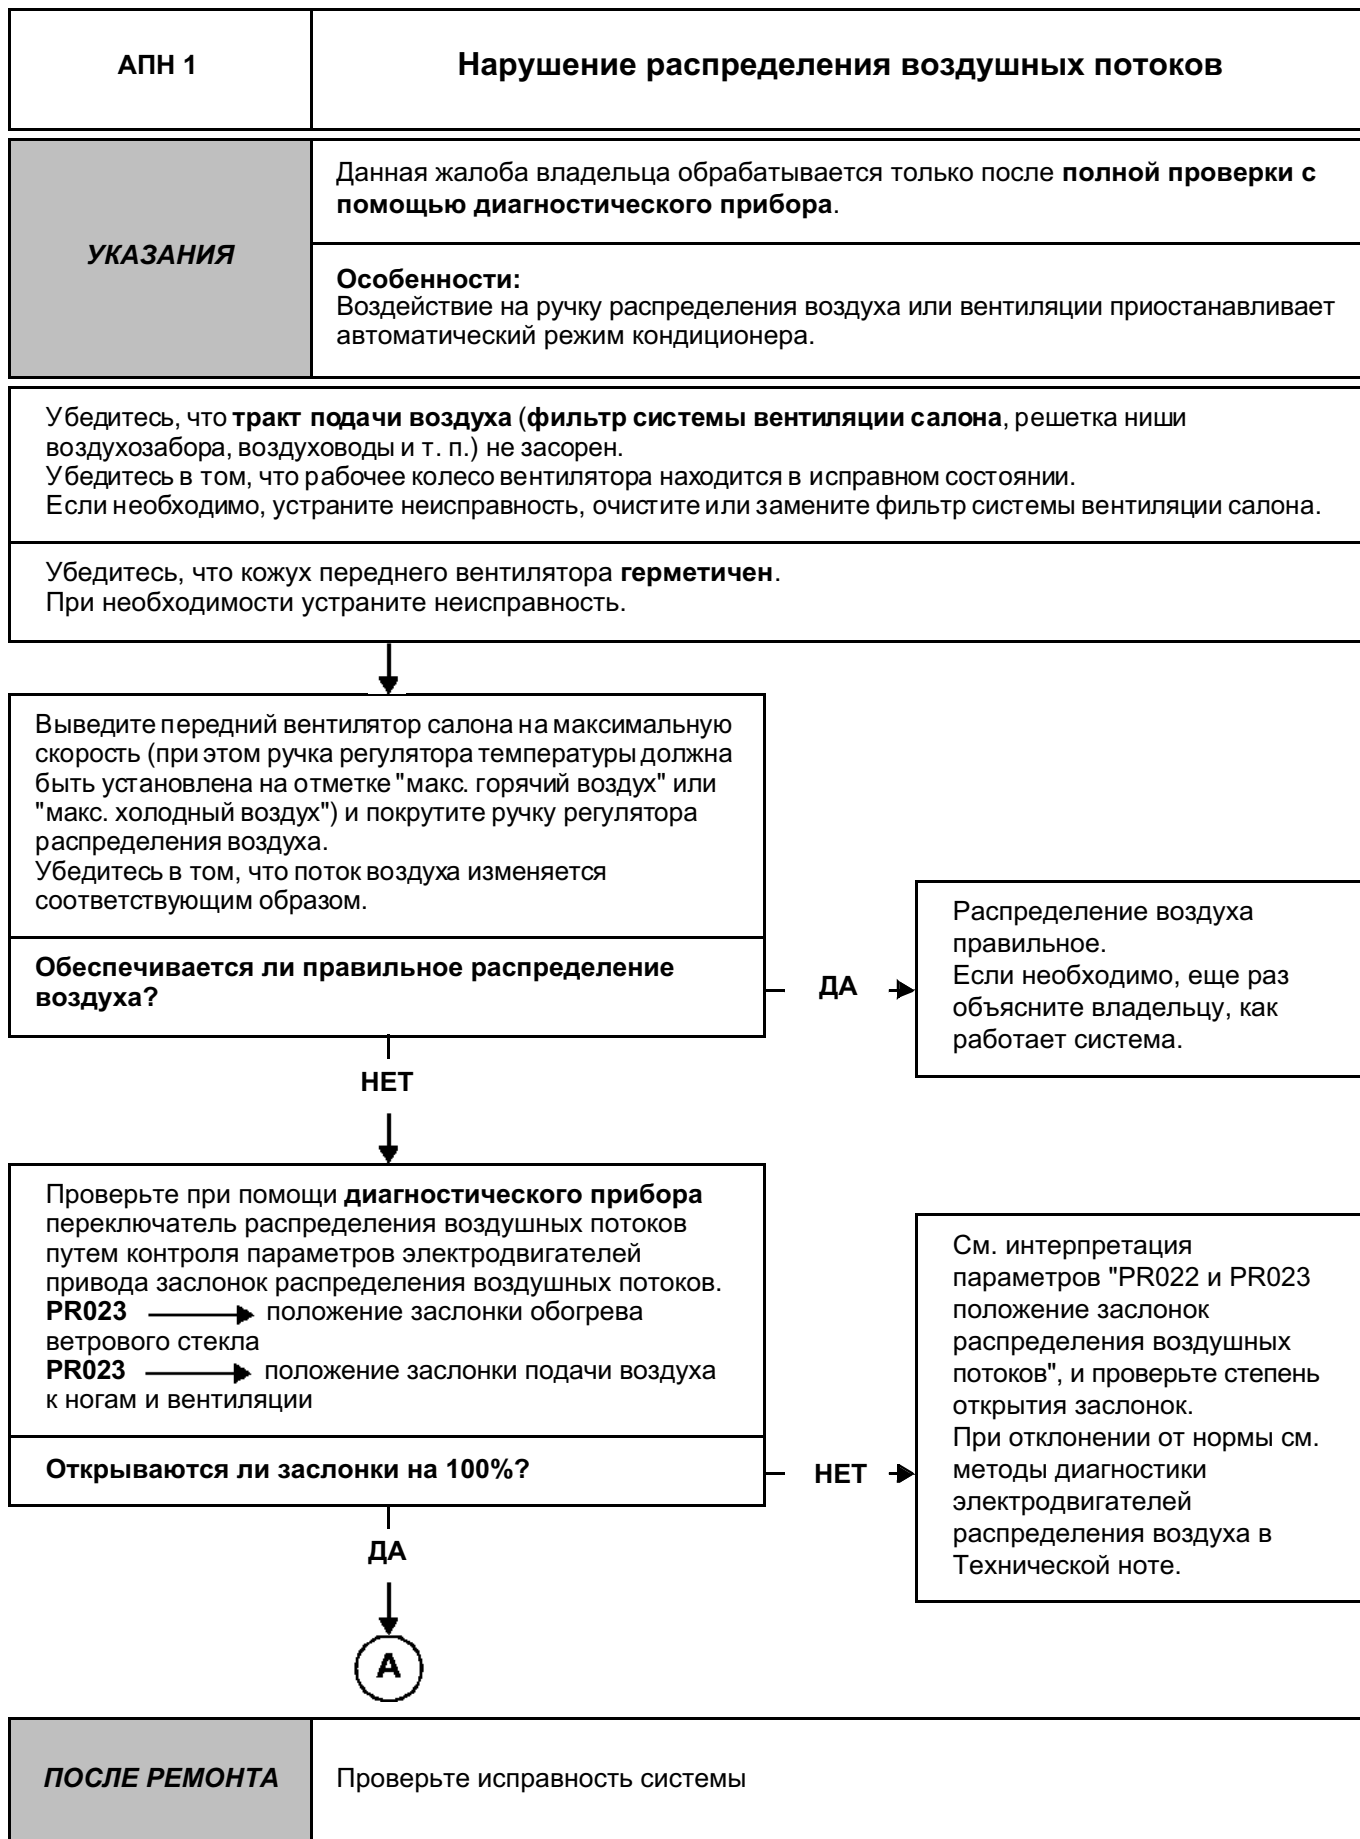 АПН 1
Нарушение распределения воздушных потоков
УКАЗАНИЯ
Данная жалоба владельца обрабатывается только после полной проверки с
помощью диагностического прибора.
Особенности:
Воздействие на ручку распределения воздуха или вентиляции приостанавливает
автоматический режим кондиционера.
Убедитесь, что тракт подачи воздуха (фильтр системы вентиляции салона, решетка ниши
воздухозабора, воздуховоды и т. п.) не засорен.
Убедитесь в том, что рабочее колесо вентилятора находится в исправном состоянии.
Если необходимо, устраните неисправность, очистите или замените фильтр системы вентиляции салона.
Убедитесь, что кожух переднего вентилятора герметичен.
При необходимости устраните неисправность.
Выведите передний вентилятор салона на максимальную
скорость (при этом ручка регулятора температуры должна
быть установлена на отметке "макс. горячий воздух" или
"макс. холодный воздух") и покрутите ручку регулятора
распределения воздуха.
Убедитесь в том, что поток воздуха изменяется
соответствующим образом.
Обеспечивается ли правильное распределение
воздуха?
ДА
Распределение воздуха
правильное.
Если необходимо, еще раз
объясните владельцу, как
работает система.
НЕТ
Проверьте при помощи диагностического прибора
переключатель распределения воздушных потоков
путем контроля параметров электродвигателей
привода заслонок распределения воздушных потоков.
PR023 → положение заслонки обогрева
ветрового стекла
PR023 → положение заслонки подачи воздуха
к ногам и вентиляции
Открываются ли заслонки на 100%?
НЕТ
См. интерпретация
параметров "PR022 и PR023
положение заслонок
распределения воздушных
потоков", и проверьте степень
открытия заслонок.
При отклонении от нормы см.
методы диагностики
электродвигателей
распределения воздуха в
Технической ноте.
ДА
А
ПОСЛЕ РЕМОНТА
Проверьте исправность системы